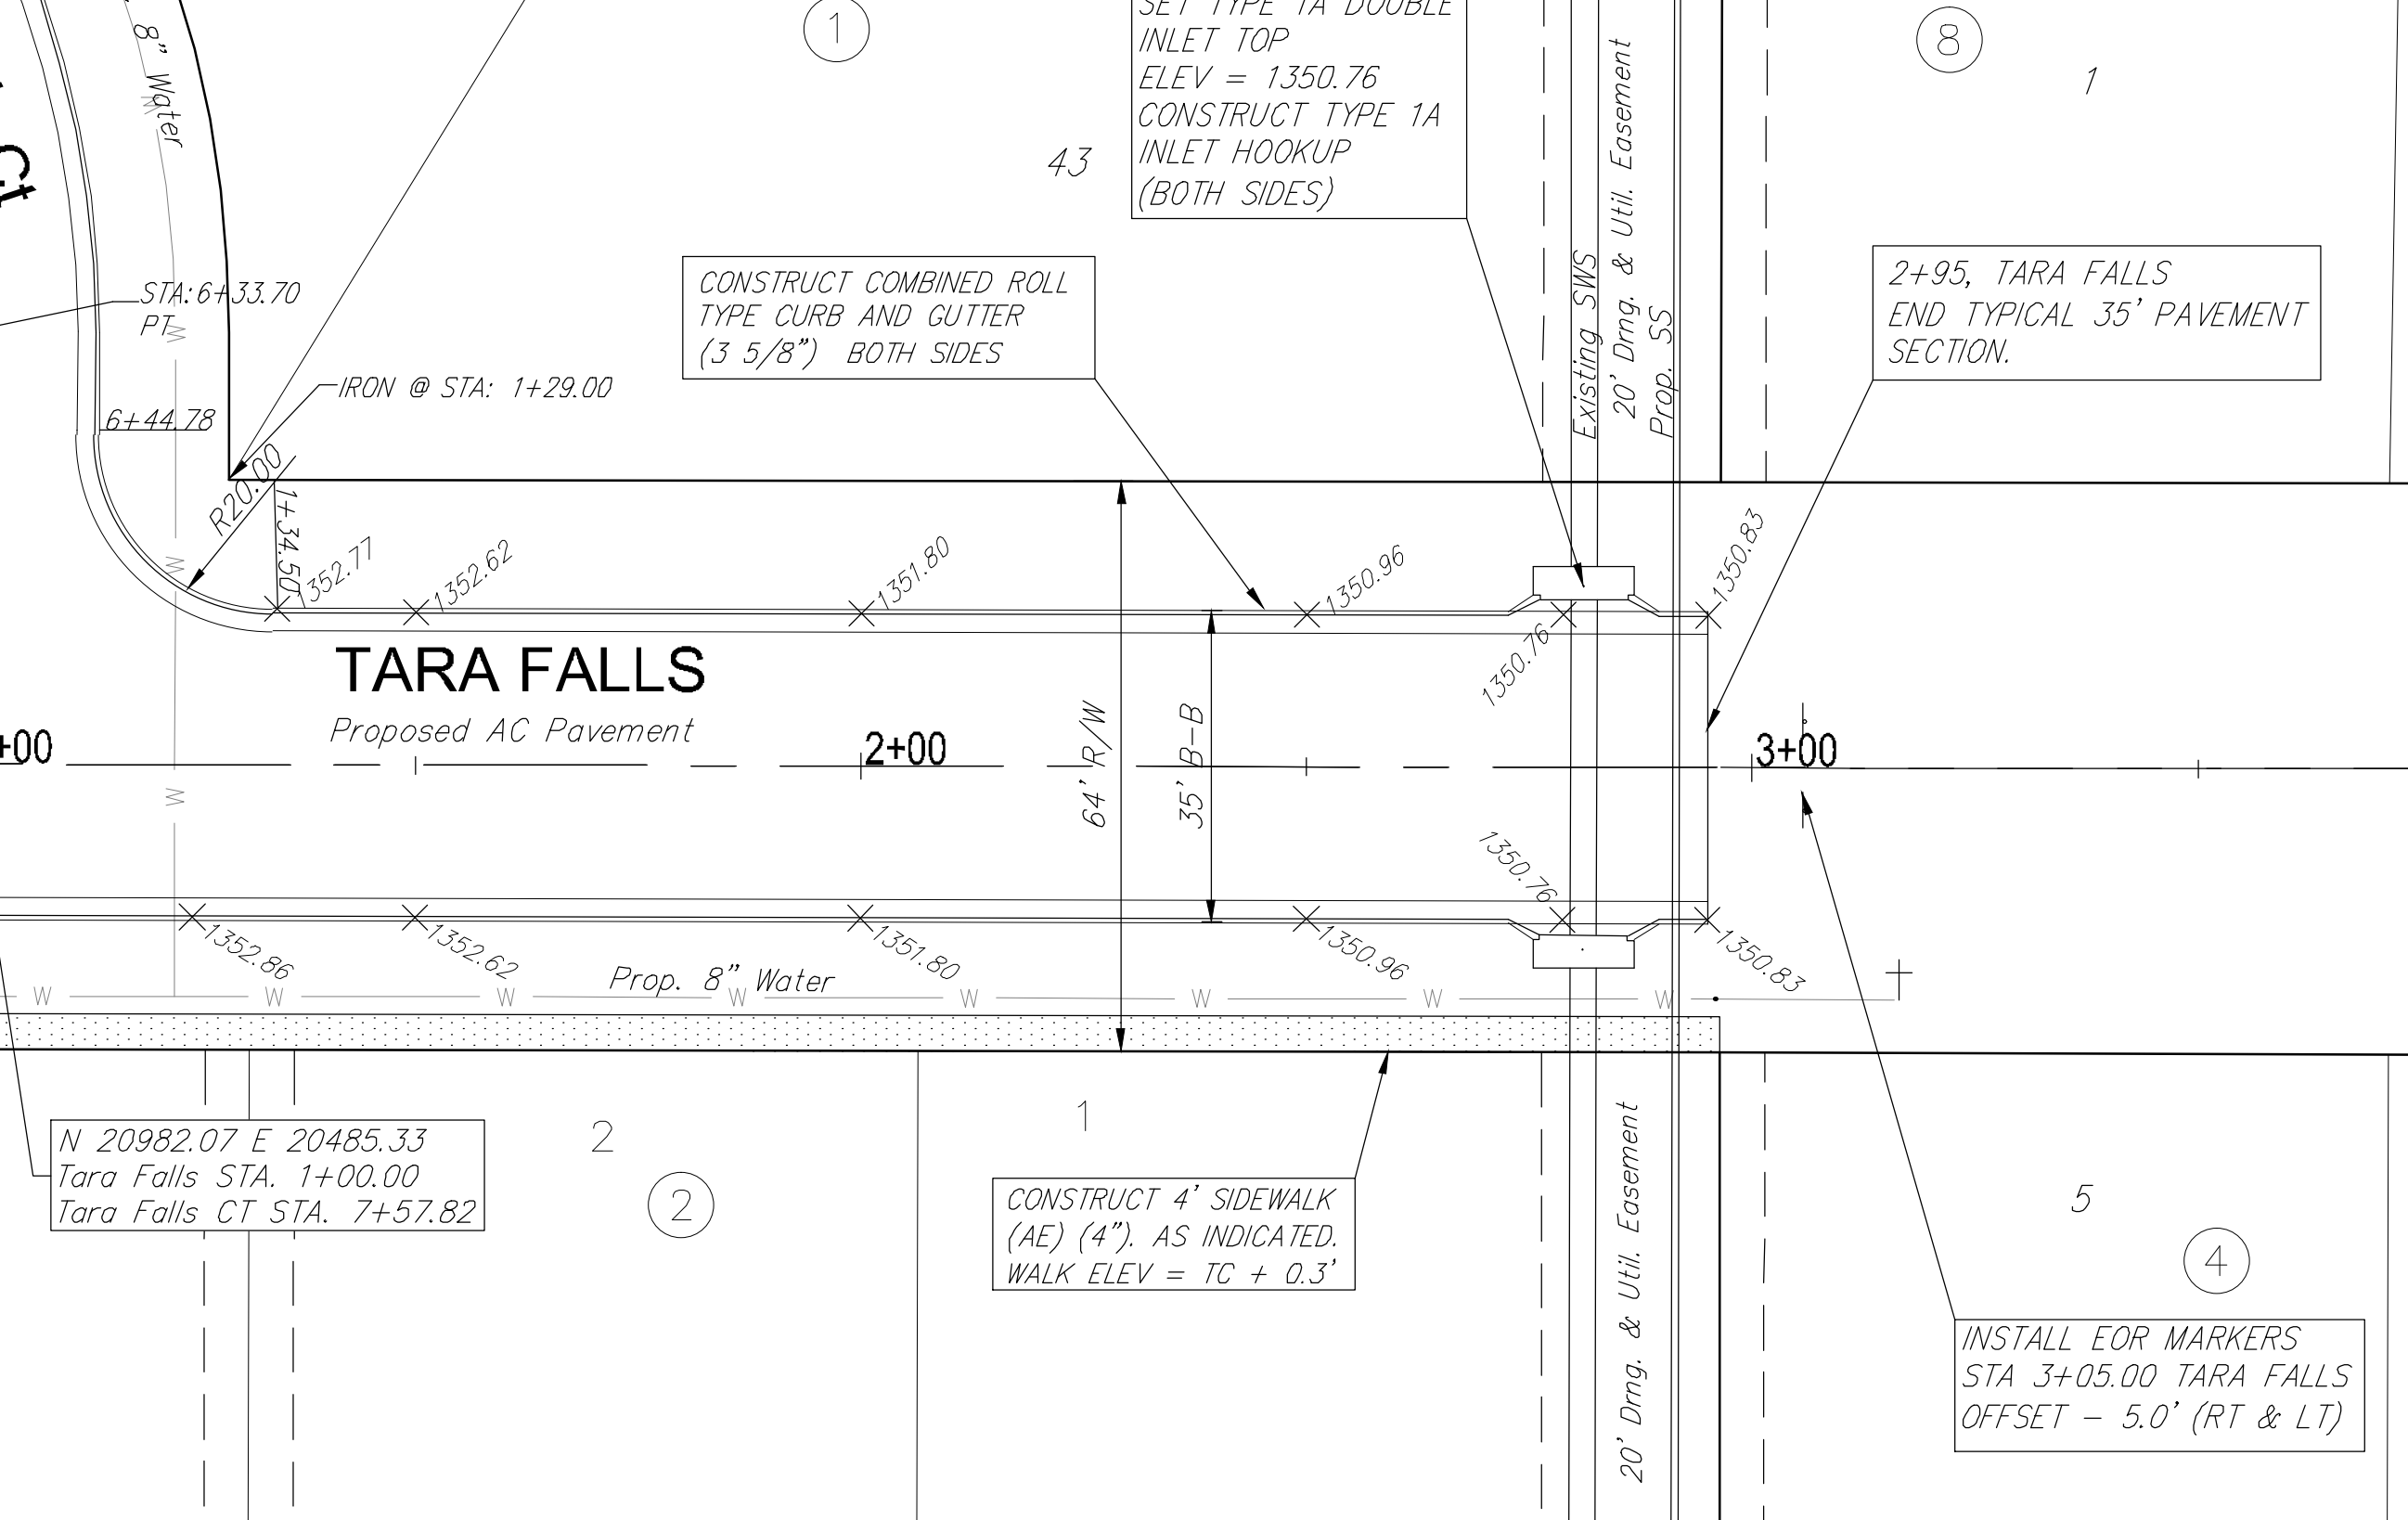 8" Water
Ct
1
SET TYPE 1A DOUBLE
INLET TOP
ELEV = 1350.76
CONSTRUCT TYPE 1A
INLET HOOKUP
(BOTH SIDES)
43
8
1
Existing SWS
20' Drng. & Util. Easement
Prop. SS
2+95, TARA FALLS
END TYPICAL 35' PAVEMENT
SECTION.
CONSTRUCT COMBINED ROLL
TYPE CURB AND GUTTER
(3 5/8") BOTH SIDES
STA:6+33.70
PT
IRON @ STA: 1+29.00
6+44.78
R20.00
1+34.50
1352.77
1352.62
1351.80
1350.96
1350.76
1350.83
TARA FALLS
Proposed AC Pavement
+00
2+00
3+00
64' R/W
35' B-B
W
W
W
W
1350.76
1352.86
1352.62
1351.80
1350.96
1350.83
Prop. 8" Water
W
W
W
W
W
W
W
W
N 20982.07 E 20485.33
Tara Falls STA. 1+00.00
Tara Falls CT STA. 7+57.82
2
2
1
CONSTRUCT 4' SIDEWALK
(AE) (4"). AS INDICATED.
WALK ELEV = TC + 0.3'
20' Drng. & Util. Easement
5
4
INSTALL EOR MARKERS
STA 3+05.00 TARA FALLS
OFFSET - 5.0' (RT & LT)